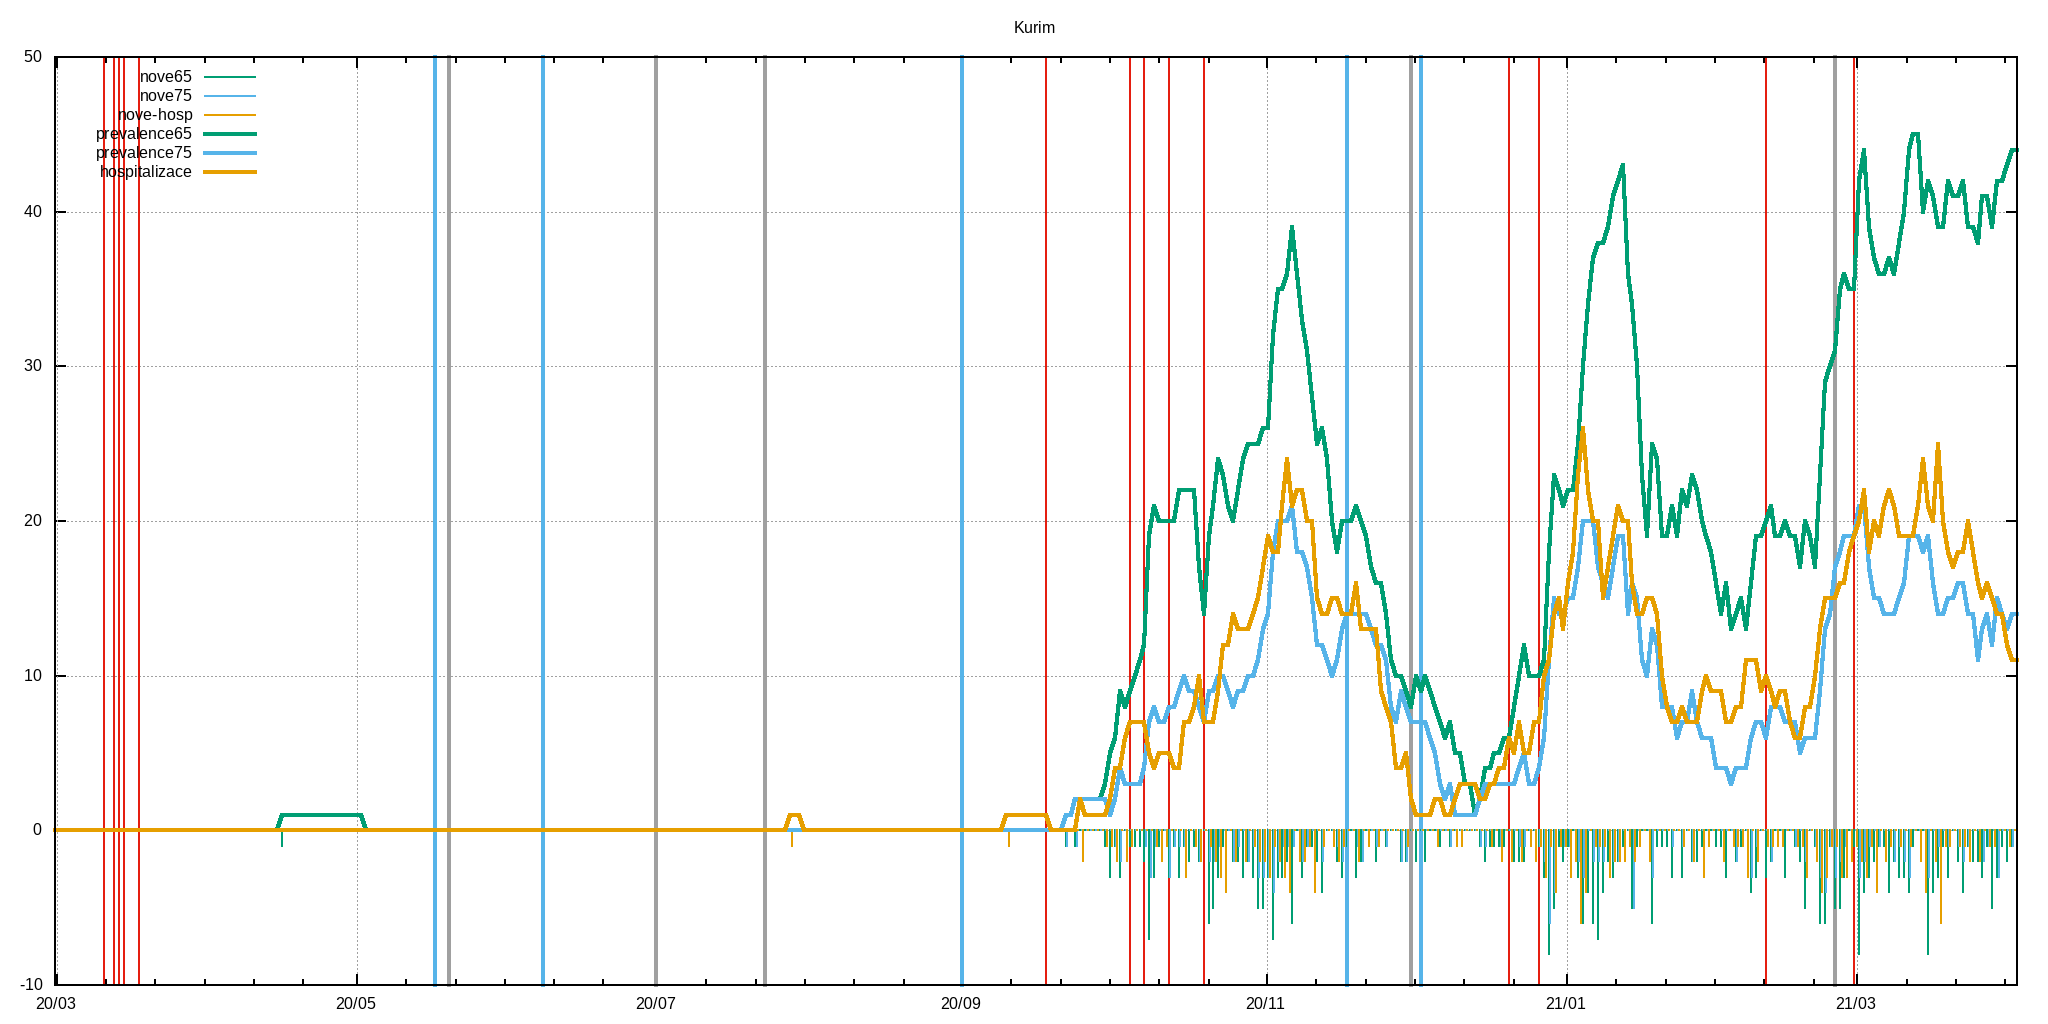 Kurim
50
nove65
nove75
nove-hosp
prevalence65
prevalence75
hospitalizace
40
30
20
10
0
-10
20/03 20/05 20/07 20/09 20/11 21/01 21/03